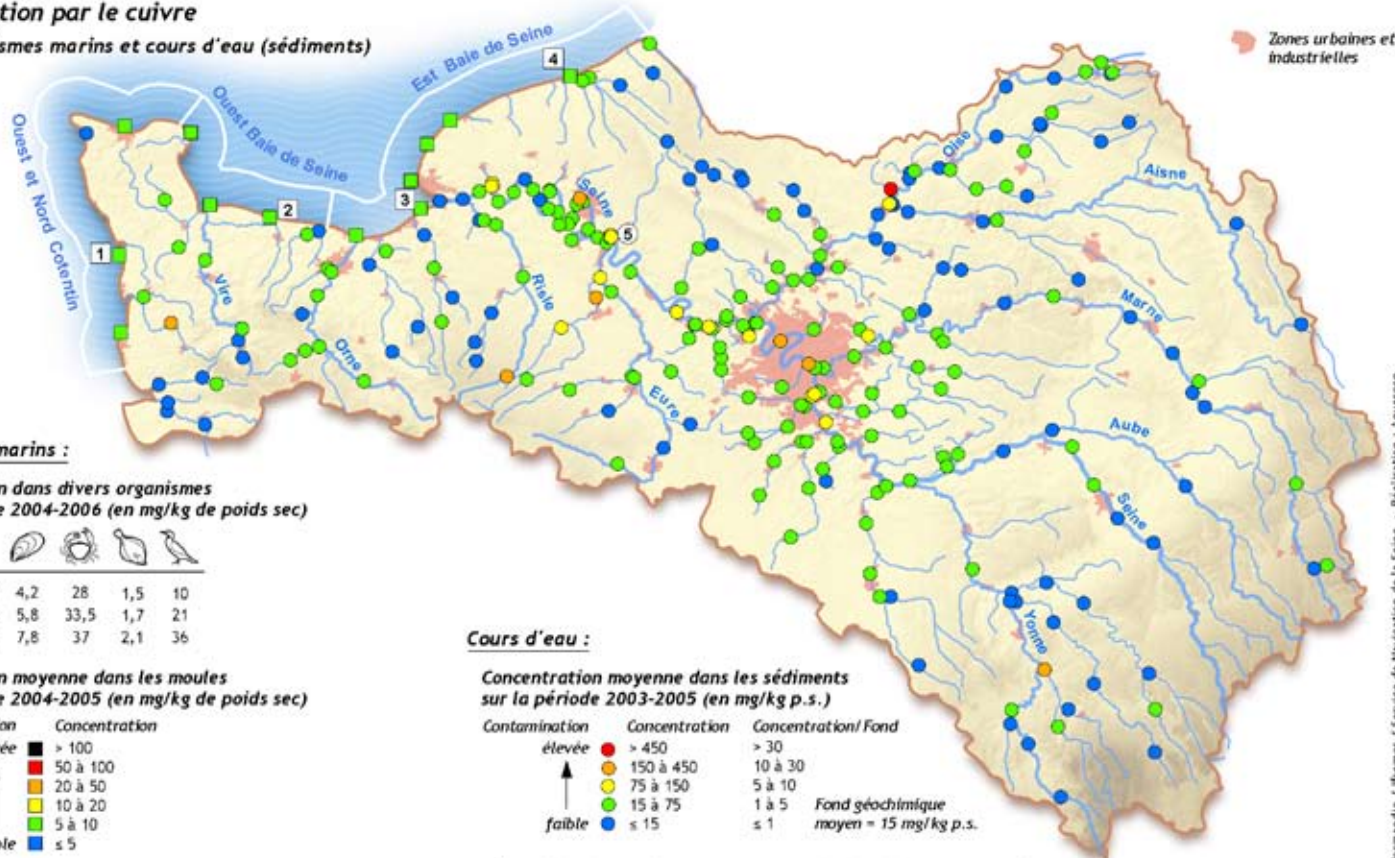 tion par le cuivre
smes marins et cours d'eau (sédiments)
Zones urbaines et
industrielles
Ouest et Nord Cotentin
Ouest Baie de Seine
Est Baie de Seine
4
3
2
1
5
Seine
Oise
Aisne
Vire
Risle
Orne
Eure
Marne
Aube
Seine
Yonne
marins :
n dans divers organismes
e 2004-2006 (en mg/kg de poids sec)
4,2 28 1,5 10
5,8 33,5 1,7 21
7,8 37 2,1 36
n moyenne dans les moules
e 2004-2005 (en mg/kg de poids sec)
on Concentration
ée > 100
50 à 100
20 à 50
10 à 20
5 à 10
ble ≤ 5
Cours d'eau :
Concentration moyenne dans les sédiments
sur la période 2003-2005 (en mg/kg p.s.)
Contamination Concentration Concentration/ Fond
élevée > 450 > 30
150 à 450 10 à 30
75 à 150 5 à 10
15 à 75 1 à 5 Fond géochimique
faible ≤ 15 ≤ 1 moyen = 15 mg/kg p.s.